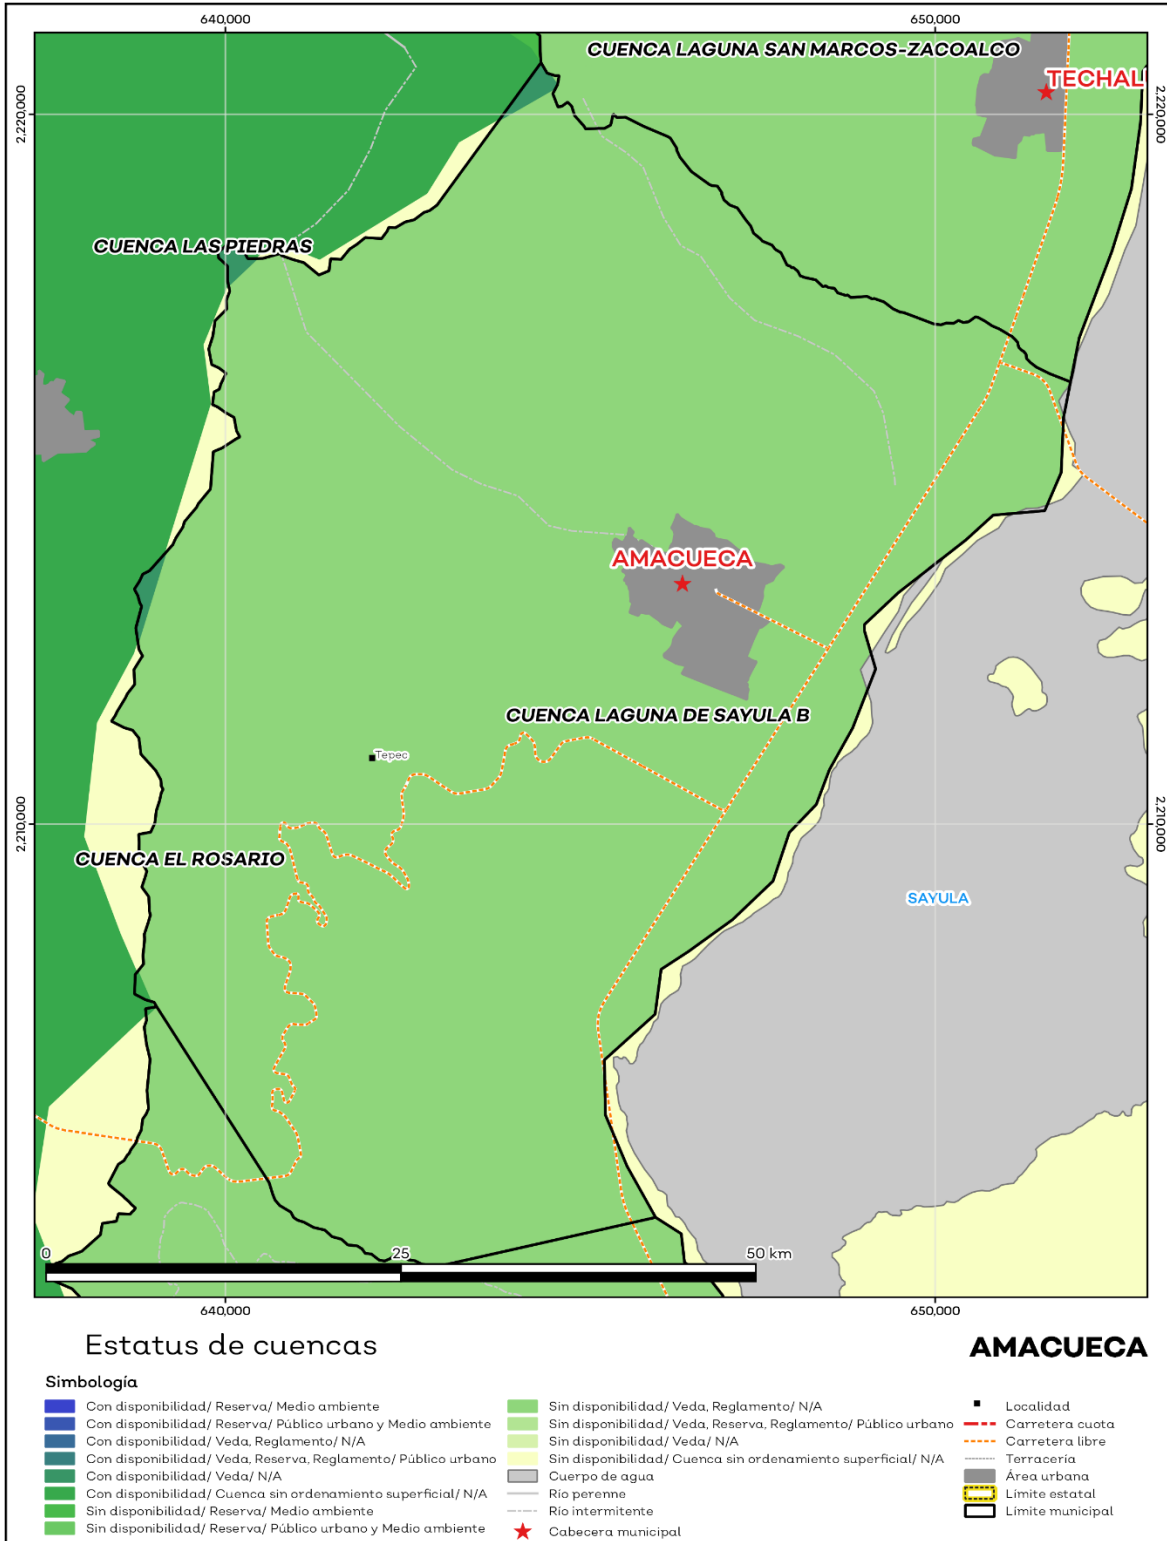 640,000
650,000
CUENCA LAGUNA SAN MARCOS-ZACOALCO
TECHAL
2,220,000
2,220,000
CUENCA LAS PIEDRAS
AMACUECA
CUENCA LAGUNA DE SAYULA B
Tepec
2,210,000
2,210,000
CUENCA EL ROSARIO
SAYULA
0
25
50 km
640,000
650,000
Estatus de cuencas
AMACUECA
Simbología
Con disponibilidad/ Reserva/ Medio ambiente
Con disponibilidad/ Reserva/ Público urbano y Medio ambiente
Con disponibilidad/ Veda, Reglamento/ N/A
Con disponibilidad/ Veda, Reserva, Reglamento/ Público urbano
Con disponibilidad/ Veda/ N/A
Con disponibilidad/ Cuenca sin ordenamiento superficial/ N/A
Sin disponibilidad/ Reserva/ Medio ambiente
Sin disponibilidad/ Reserva/ Público urbano y Medio ambiente
Sin disponibilidad/ Veda, Reglamento/ N/A
Sin disponibilidad/ Veda, Reserva, Reglamento/ Público urbano
Sin disponibilidad/ Veda/ N/A
Sin disponibilidad/ Cuenca sin ordenamiento superficial/ N/A
Cuerpo de agua
Río perenne
Río intermitente
Cabecera municipal
Localidad
Carretera cuota
Carretera libre
Terracería
Área urbana
Límite estatal
Límite municipal